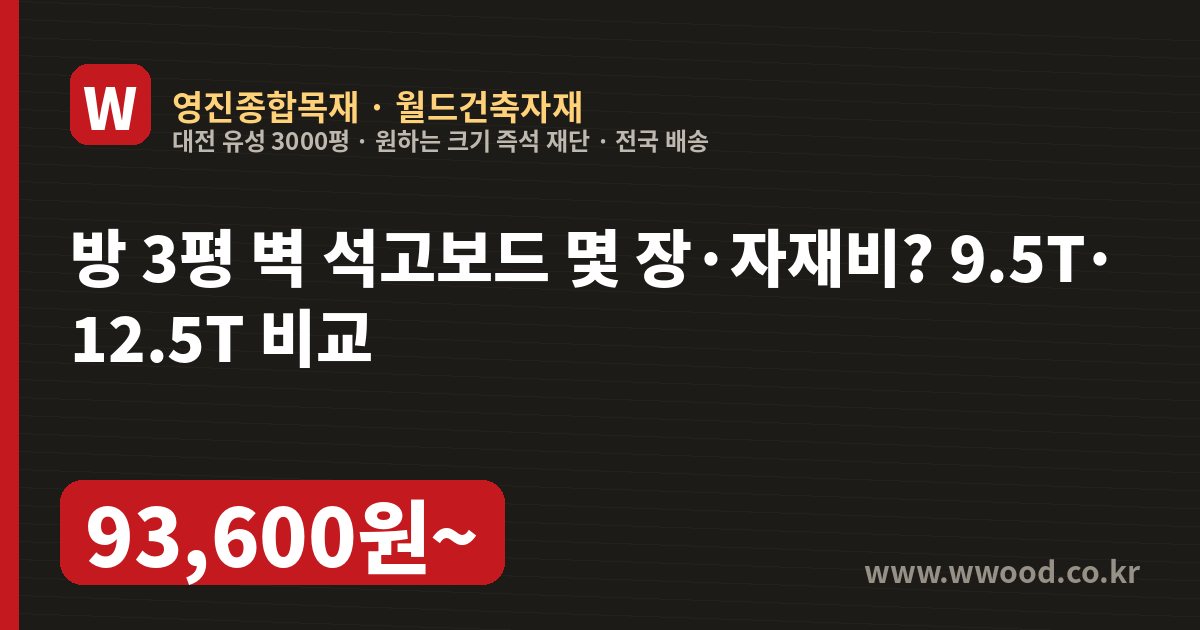 W
영진종합목재 · 월드건축자재
대전 유성 3000평 · 원하는 크기 즉석 재단 · 전국 배송
방 3평 벽 석고보드 몇 장·자재비? 9.5T·
12.5T 비교
93,600원~
www.wwood.co.kr